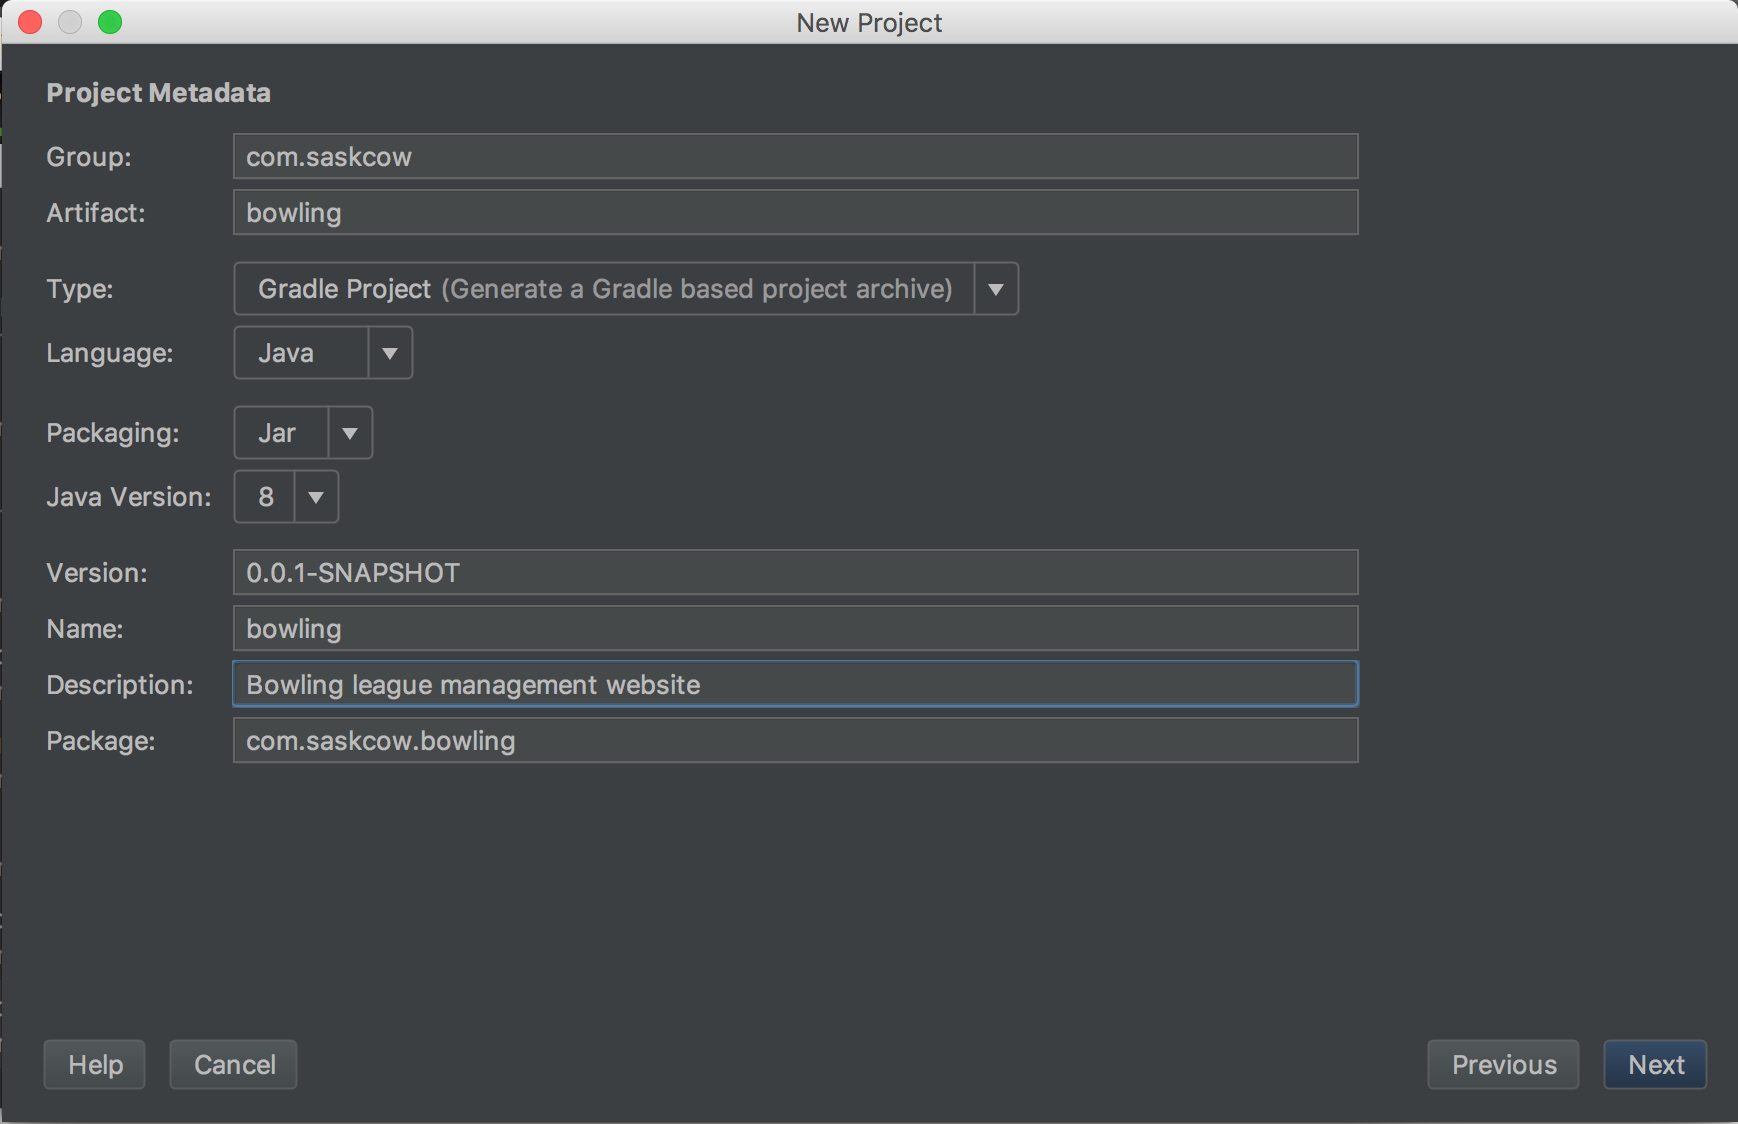 New Project
Project Metadata
Group: com.saskcow
Artifact: bowling
Type: Gradle Project (Generate a Gradle based project archive)
Language: Java
Packaging: Jar
Java Version: 8
Version: 0.0.1-SNAPSHOT
Name: bowling
Description: Bowling league management website
Package: com.saskcow.bowling
Help Cancel Previous Next